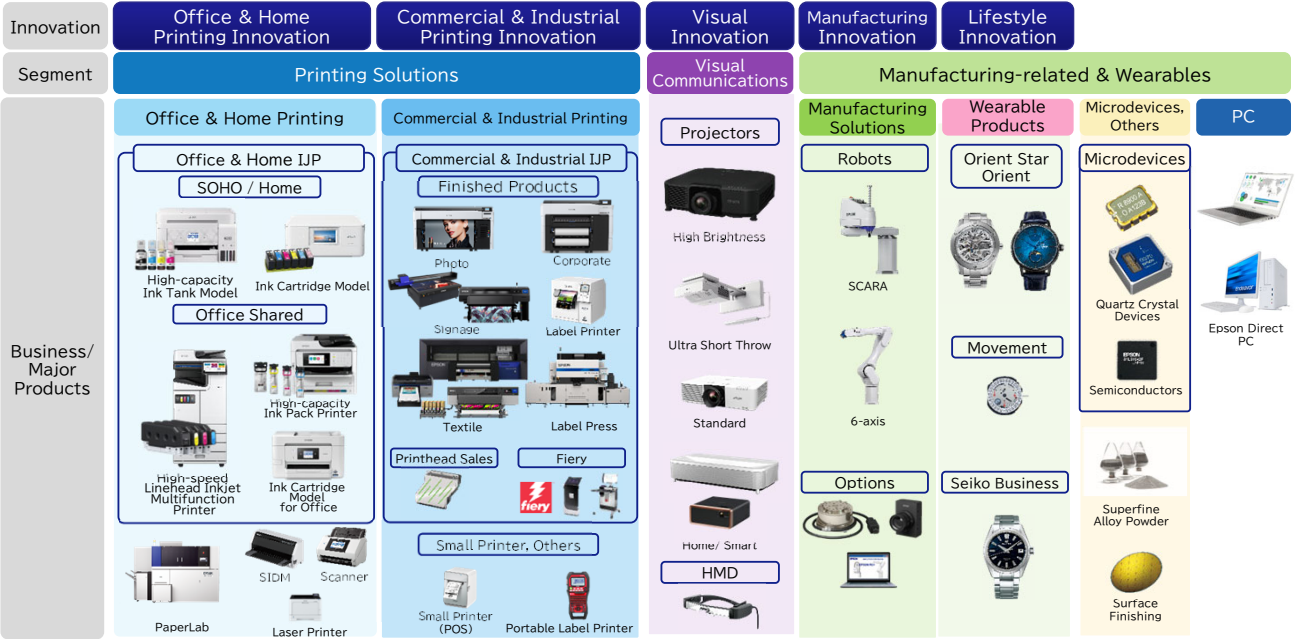 Innovation
Office & Home
Printing Innovation
Commercial & Industrial
Printing Innovation
Visual
Innovation
Manufacturing
Innovation
Lifestyle
Innovation
Segment
Printing Solutions
Visual
Communications
Manufacturing-related & Wearables
Business/
Major
Products
Office & Home Printing
Office & Home IJP
SOHO / Home
High-capacity
Ink Tank Model
Ink Cartridge Model
Office Shared
High-speed
Linehead Inkjet
Multifunction
Printer
High-capacity
Ink Pack Printer
Ink Cartridge
Model
for Office
PaperLab
SIDM
Scanner
Laser Printer
Commercial & Industrial Printing
Commercial & Industrial IJP
Finished Products
Photo
Corporate
Signage
Label Printer
Textile
Label Press
Printhead Sales
Fiery
fiery
Small Printer, Others
Small Printer
(POS)
Portable Label Printer
Projectors
High Brightness
Ultra Short Throw
Standard
Home/ Smart
HMD
Manufacturing
Solutions
Robots
SCARA
6-axis
Options
Wearable
Products
Orient Star
Orient
Movement
Seiko Business
Microdevices,
Others
Microdevices
Quartz Crystal
Devices
EPSON
Semiconductors
Superfine
Alloy Powder
Surface
Finishing
PC
Epson Direct
PC